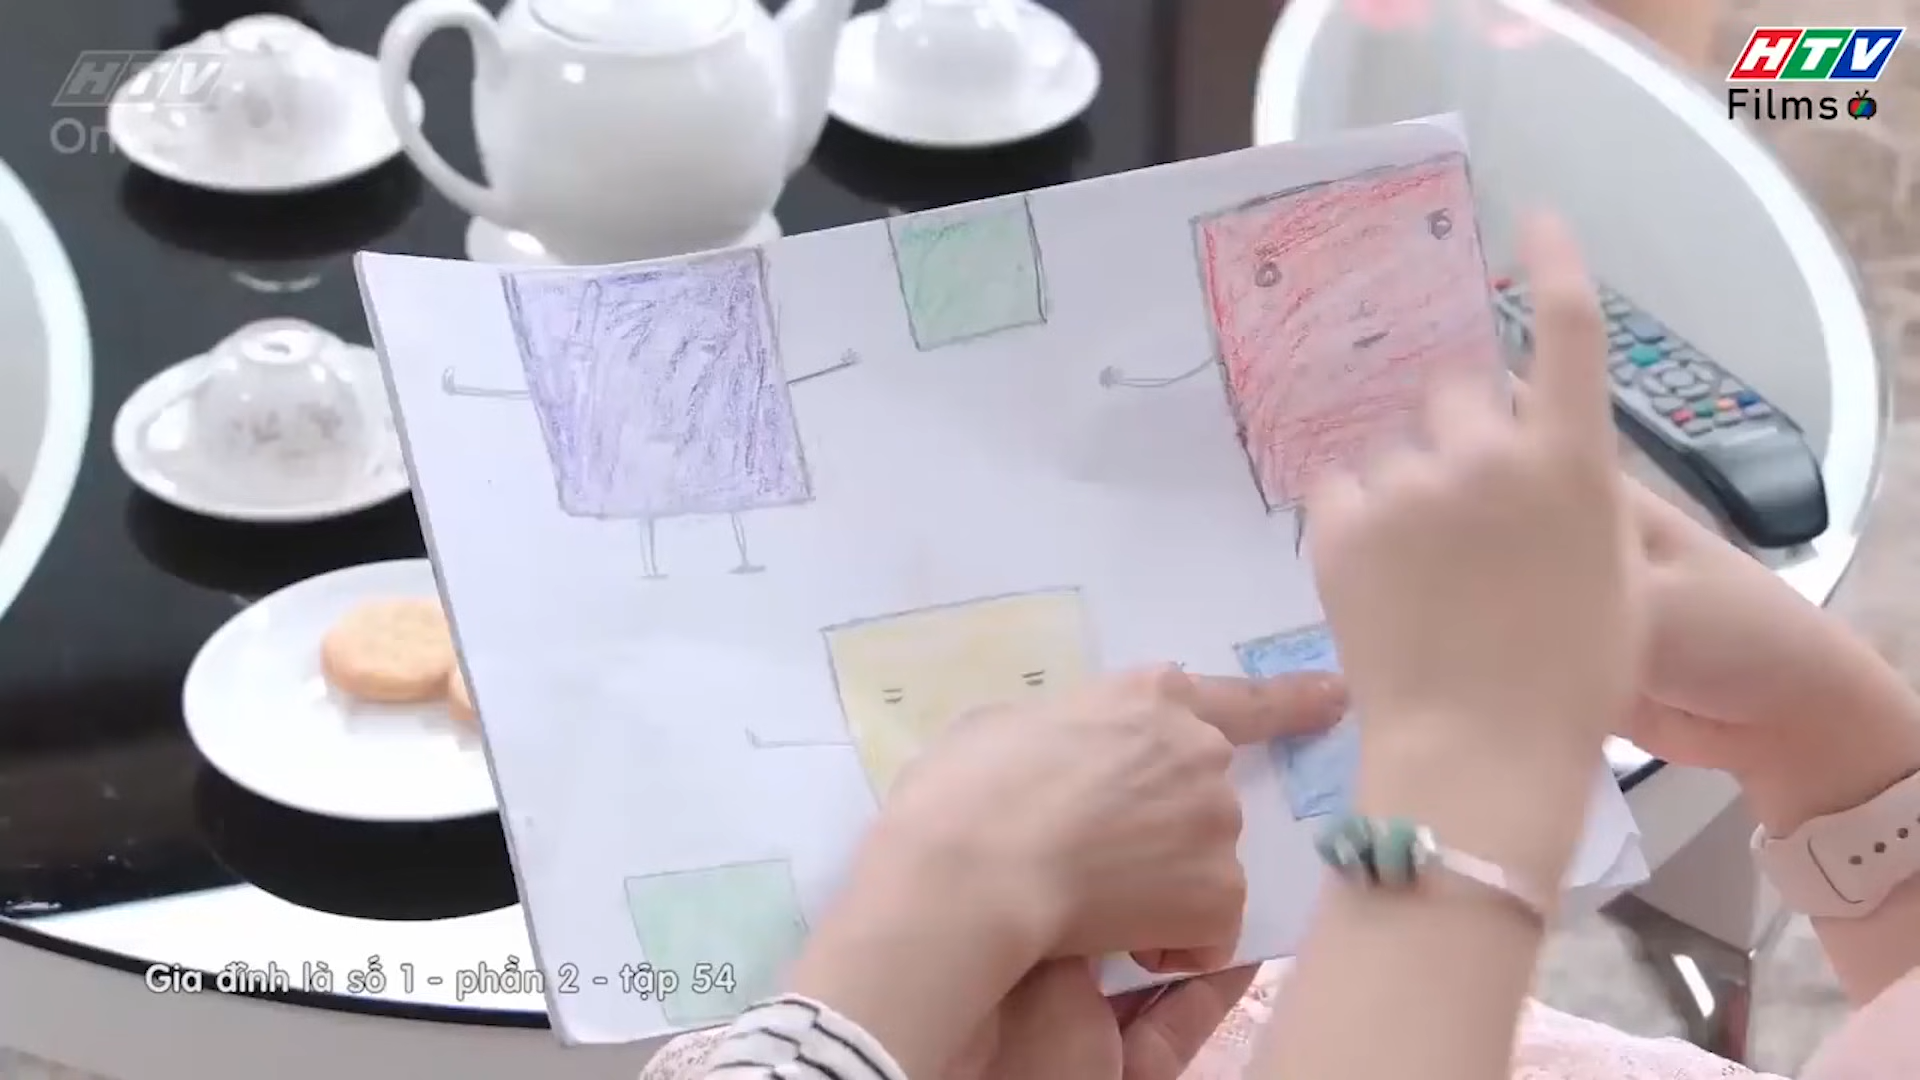 HTV
On
HTV
Films
Gia đình là số 1 - phần 2 - tập 54